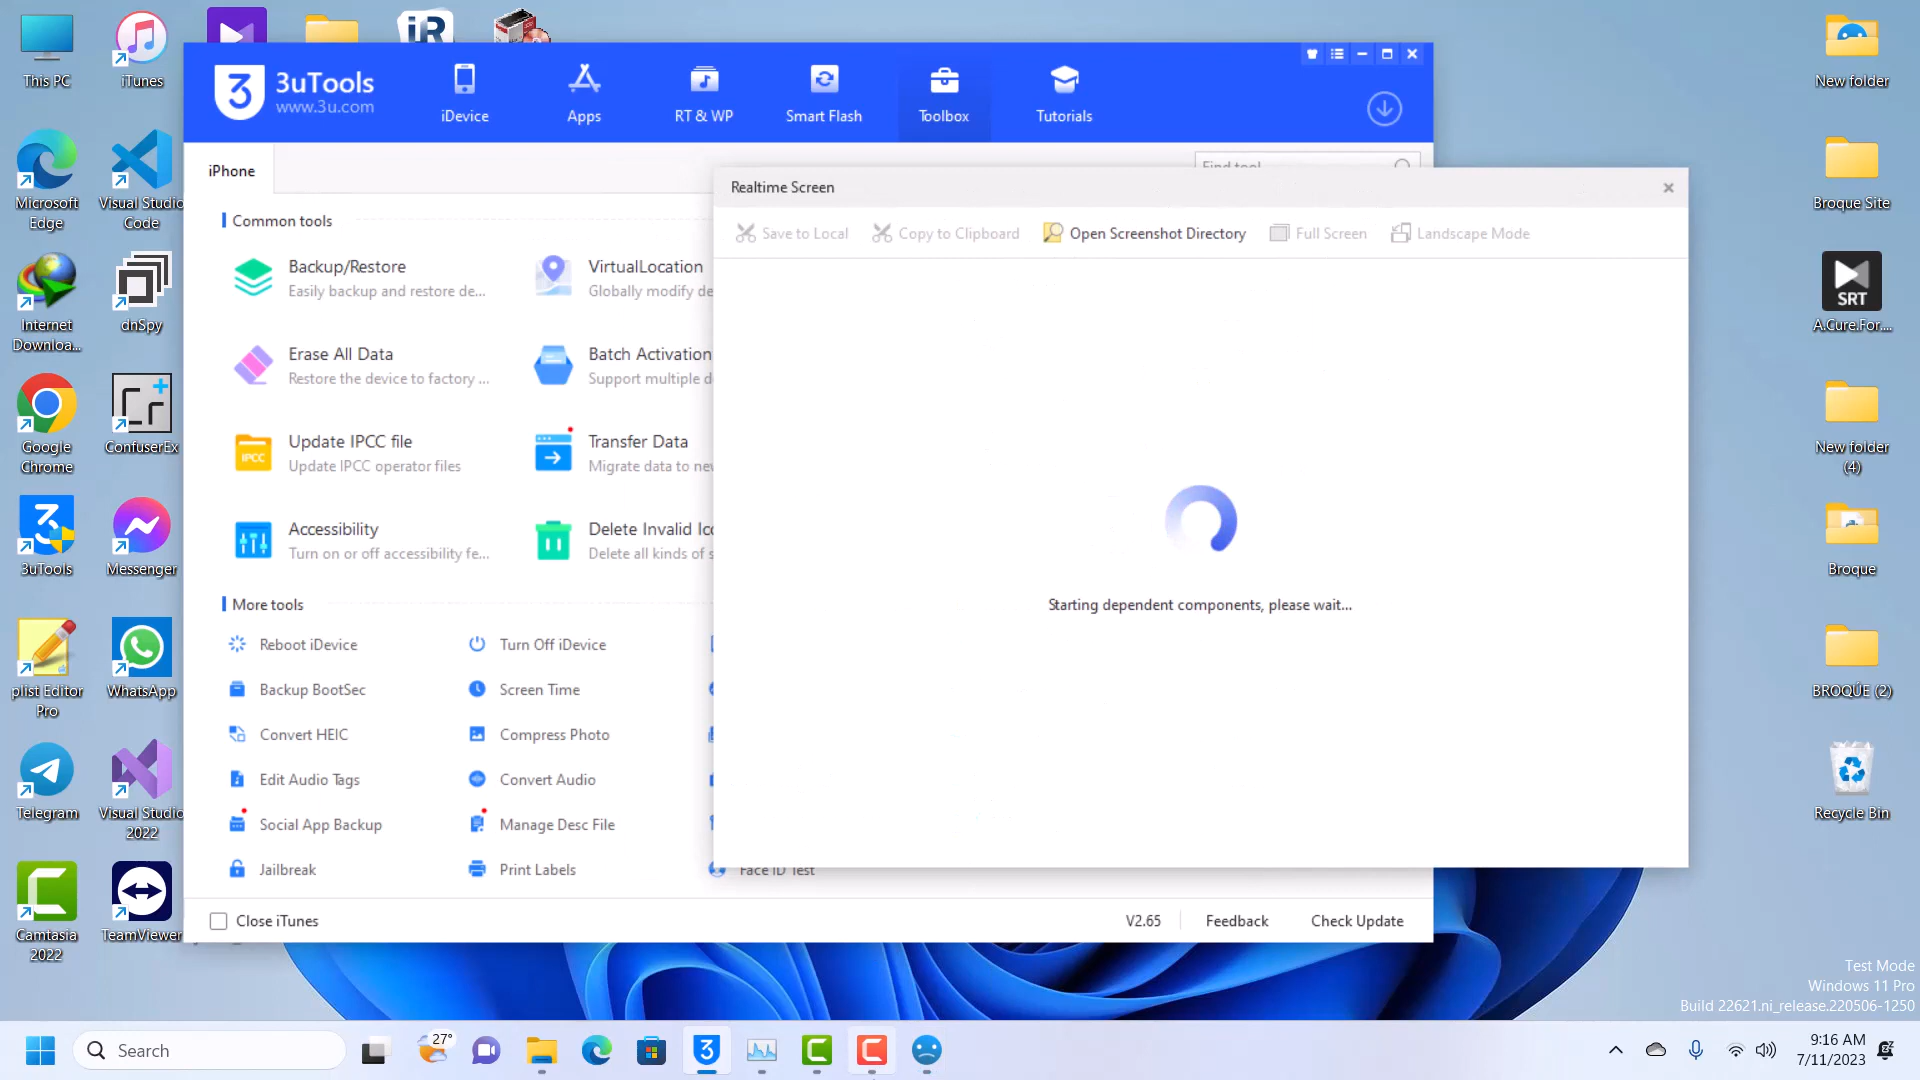 This PC
iTunes
iR
Microsoft
Edge
Visual Studio
Code
Internet
Downloa...
dnSpy
Google
Chrome
ConfuserEx
3uTools
Messenger
plist Editor
Pro
WhatsApp
Telegram
Visual Studio
2022
Camtasia
2022
TeamViewer
3
3uTools
www.3u.com
iDevice
Apps
RT & WP
Smart Flash
Toolbox
Tutorials
iPhone
Find tool
Common tools
Backup/Restore
Easily backup and restore de...
VirtualLocation
Globally modify de
Erase All Data
Restore the device to factory ...
Batch Activation
Support multiple d
IPCC
Update IPCC file
Update IPCC operator files
Transfer Data
Migrate data to new
Accessibility
Turn on or off accessibility fe...
Delete Invalid Ico
Delete all kinds of s
More tools
Reboot iDevice
Turn Off iDevice
Backup BootSec
Screen Time
Convert HEIC
Compress Photo
Edit Audio Tags
Convert Audio
Social App Backup
Manage Desc File
Jailbreak
Print Labels
Face ID Test
Close iTunes
V2.65
Feedback
Check Update
Realtime Screen
Save to Local
Copy to Clipboard
Open Screenshot Directory
Full Screen
Landscape Mode
Starting dependent components, please wait...
New folder
Broque Site
SRT
A.Cure.For....
New folder
(4)
Broque
BROQUE (2)
Recycle Bin
Test Mode
Windows 11 Pro
Build 22621.ni_release.220506-1250
Search
27°
9:16 AM
7/11/2023